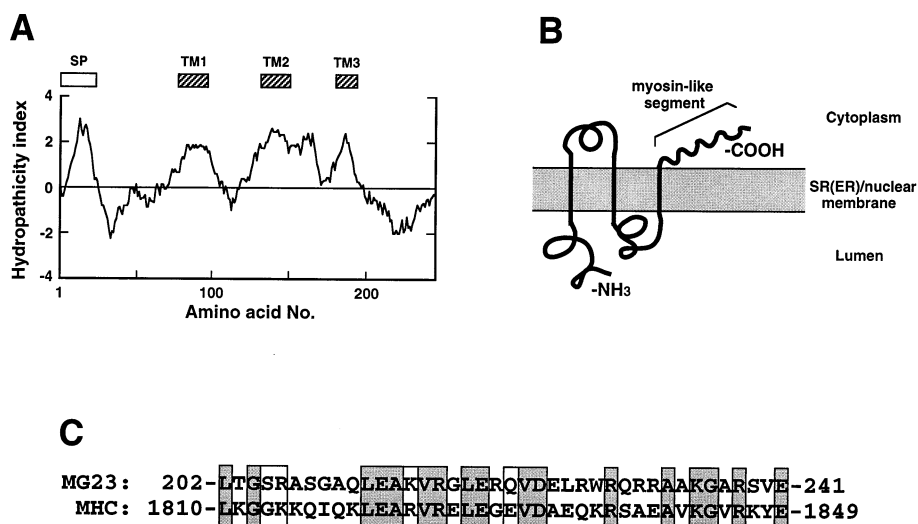 A
SP TM1 TM2 TM3
Hydropathicity index
4
2
0
-2
-4
1 100 200
Amino acid No.
B
myosin-like
segment
Cytoplasm
-COOH
SR(ER)/nuclear
membrane
Lumen
-NH3
C
MG23: 202-LTGSRASGAQLEAKVRGLERQVDELRWRQRRAAKGARSVE-241
MHC: 1810-LKGGKKQIQKLEARVRELEGEVDAEQKRSAEAVKGVRKYE-1849